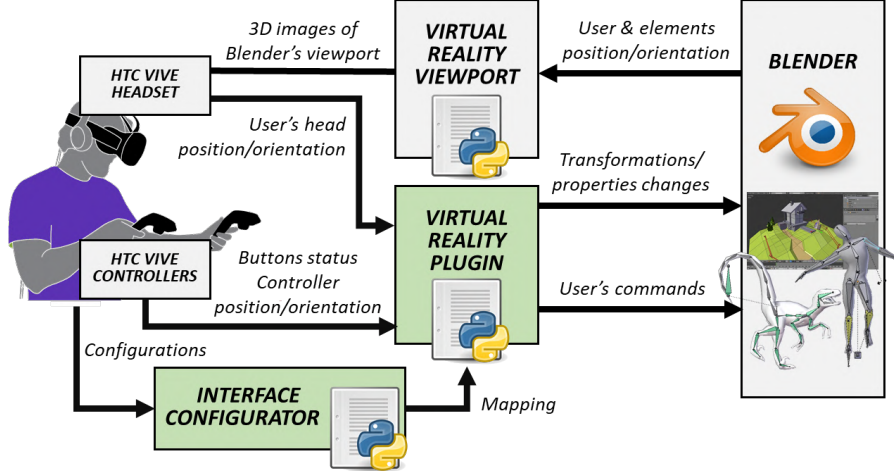 3D images of
Blender's viewport
VIRTUAL
REALITY
VIEWPORT
User & elements
position/orientation
BLENDER
HTC VIVE
HEADSET
User's head
position/orientation
Transformations/
properties changes
VIRTUAL
REALITY
PLUGIN
HTC VIVE
CONTROLLERS
Buttons status
Controller
position/orientation
User's commands
Configurations
INTERFACE
CONFIGURATOR
Mapping